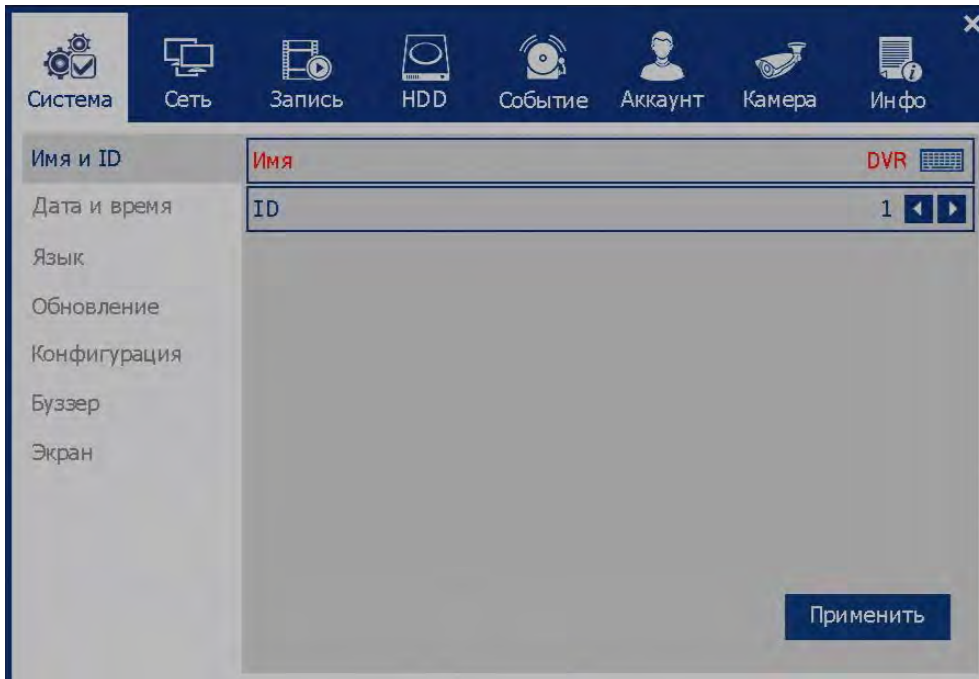 Система Сеть Запись HDD Событие Аккаунт Камера Инфо
Имя и ID
Имя DVR
Дата и время
ID 1
Язык
Обновление
Конфигурация
Буззер
Экран
Применить